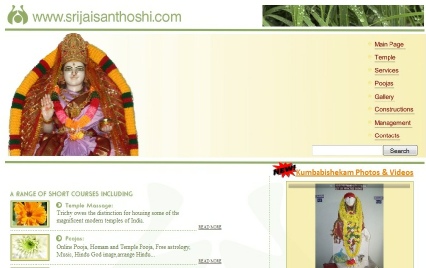 www.srijaisanthoshi.com
Main Page
Temple
Services
Poojas
Gallery
Constructions
Management
Contacts
Search
Kumbabishekam Photos & Videos
A RANGE OF SHORT COURSES INCLUDING
Temple Massage:
Trichy owes the distinction for housing some of the
magnificent modern temples of India.
READ MORE
Poojas:
Online Pooja, Homam and Temple Pooja, Free astrology,
Music, Hindu God image,arrange Hindu...
READ MORE